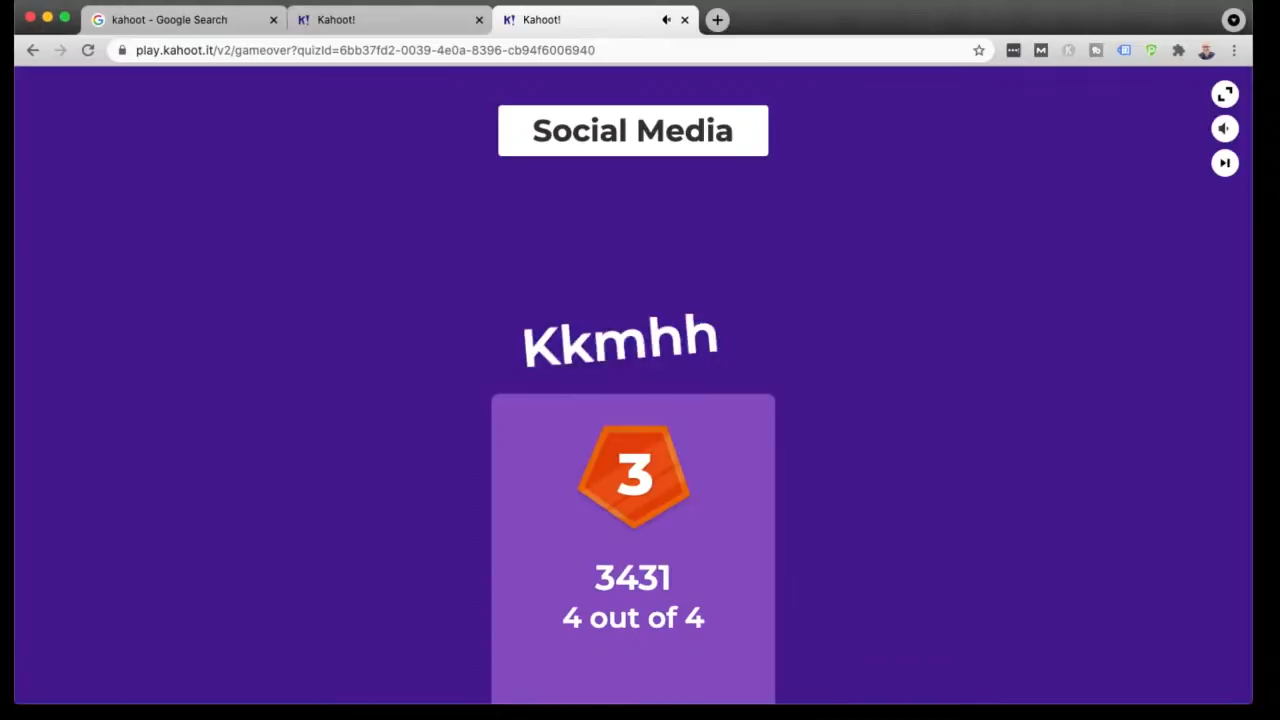 kahoot - Google Search
K! Kahoot!
K! Kahoot!
play.kahoot.it/v2/gameover?quizId=6bb37fd2-0039-4e0a-8396-cb94f6006940
Social Media
Kkmhh
3
3431
4 out of 4